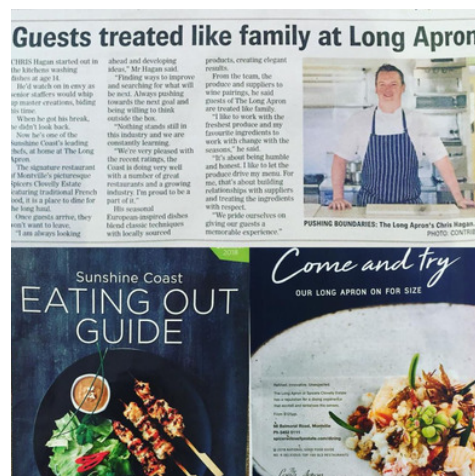 Guests treated like family at Long Apron
CHRIS Hagan started out in
the kitchens washing
dishes at age 14.
He'd watch on in envy as
senior staffers would whip
up master creations, biding
his time.
When he got his break,
he didn't look back.
Now he's one of the
Sunshine Coast's leading
chefs, at home at The Long
Apron.
The signature restaurant
of Montville's picturesque
Spicers Clovelly Estate
featuring traditional French
food, it is a place to dine for
the long haul.
Once guests arrive, they
won't want to leave.
"I am always looking
ahead and developing
ideas," Mr Hagan said.
"Finding ways to improve
and searching for what will
be next. Always pushing
towards the next goal and
being willing to think
outside the box.
"Nothing stands still in
this industry and we are
constantly learning.
"We're very pleased with
the recent ratings, the
Coast is doing very well
with a number of great
restaurants and a growing
industry. I'm proud to be a
part of it."
His seasonal
European-inspired dishes
blend classic techniques
with locally sourced
products, creating elegant
results.
From the team, the
produce and suppliers to
wine pairings, he said
guests of The Long Apron
are treated like family.
"I like to work with the
freshest produce and my
favourite ingredients to
work with change with the
seasons," he said.
"It's about being humble
and honest. I like to let the
produce drive my menu. For
me, that's about building
relationships with suppliers
and treating the ingredients
with respect.
"We pride ourselves on
giving our guests a
memorable experience."
PUSHING BOUNDARIES: The Long Apron's Chris Hagan.
PHOTO: CONTRIB
2018
Sunshine Coast
EATING OUT
GUIDE
Come and try
OUR LONG APRON ON FOR SIZE
The Long Apron at Spicers Clovelly Estate
68 Balmoral Road, Montville